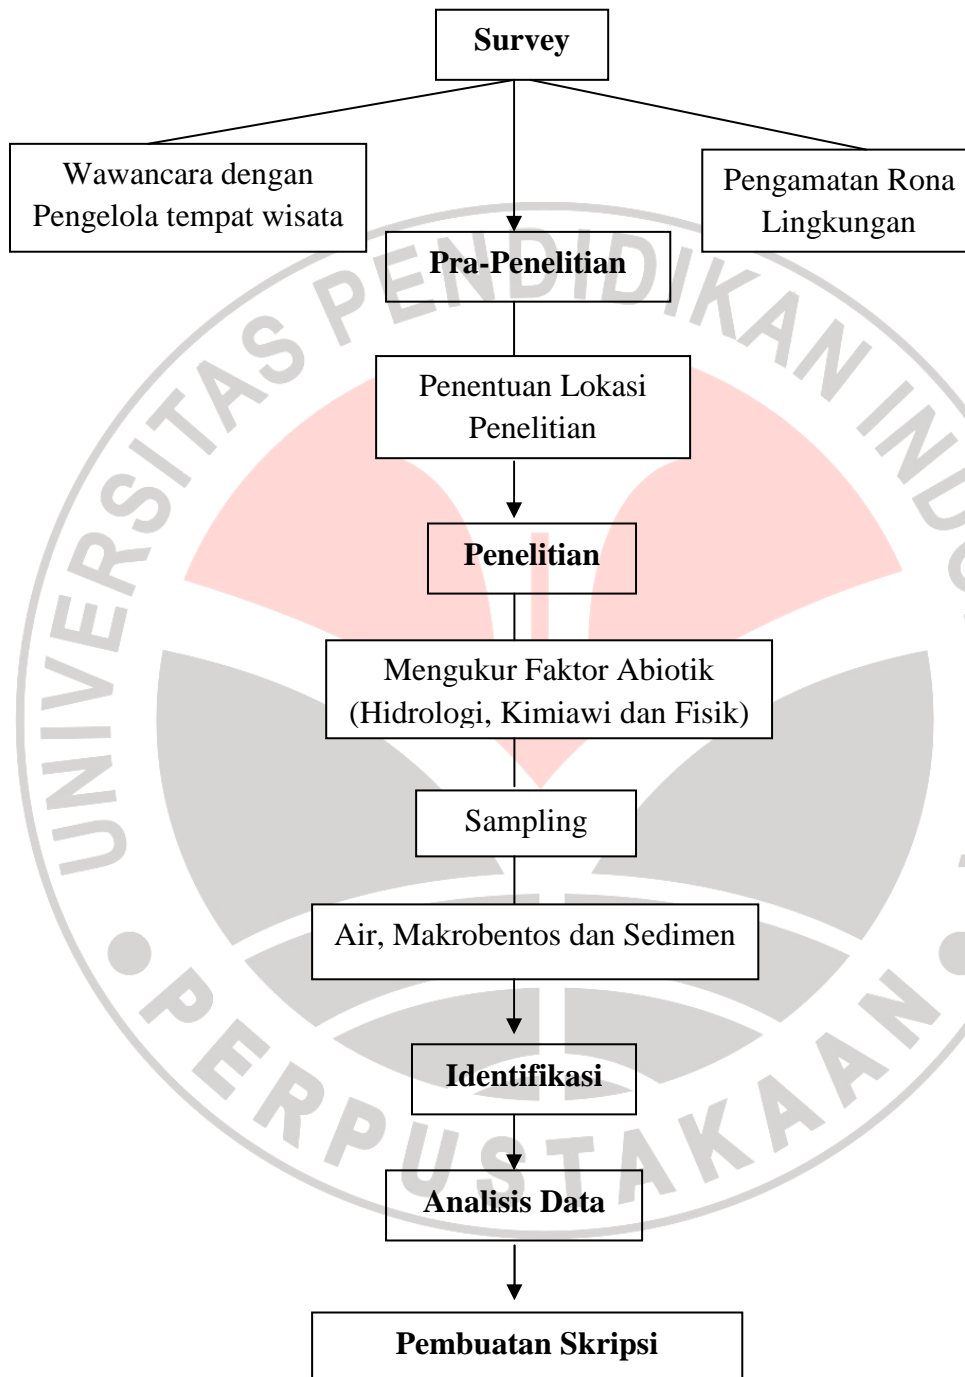 Survey
Wawancara dengan
Pengelola tempat wisata
Pengamatan Rona
Lingkungan
Pra-Penelitian
Penentuan Lokasi
Penelitian
Penelitian
Mengukur Faktor Abiotik
(Hidrologi, Kimiawi dan Fisik)
Sampling
Air, Makrobentos dan Sedimen
Identifikasi
Analisis Data
Pembuatan Skripsi
UNIVERSITAS PENDIDIKAN
PERPUSTAKAAN